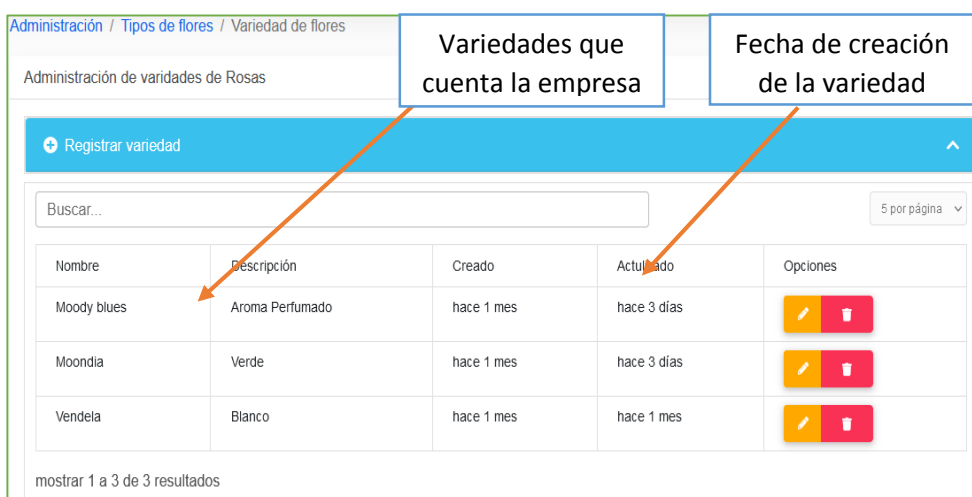 Administración / Tipos de flores / Variedad de flores
Variedades que
cuenta la empresa
Fecha de creación
de la variedad
Administración de varidades de Rosas
Registrar variedad
Buscar...
5 por página
Nombre Descripción Creado Actulizado Opciones
Moody blues Aroma Perfumado hace 1 mes hace 3 días
Moondia Verde hace 1 mes hace 3 días
Vendela Blanco hace 1 mes hace 1 mes
mostrar 1 a 3 de 3 resultados